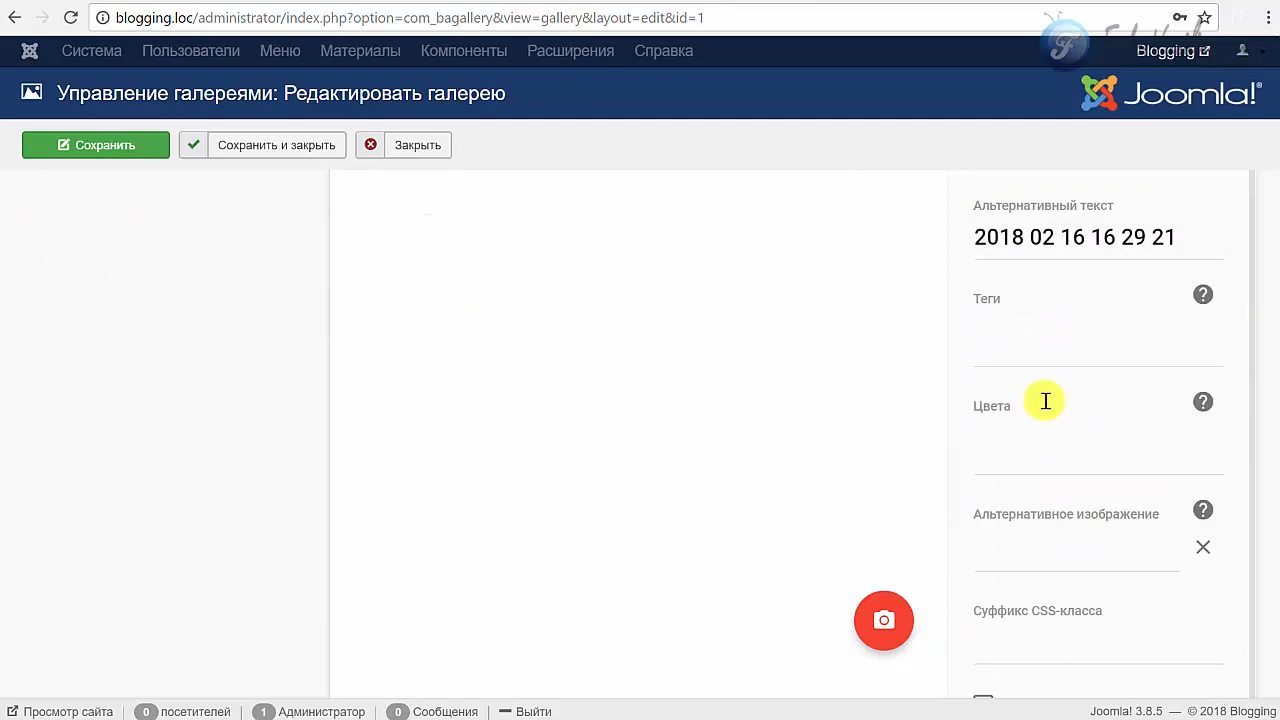 blogging.loc/administrator/index.php?option=com_bagallery&view=gallery&layout=edit&id=1
Система Пользователи Меню Материалы Компоненты Расширения Справка Blogging
Управление галереями: Редактировать галерею
Joomla!®
Сохранить Сохранить и закрыть Закрыть
Альтернативный текст
2018 02 16 16 29 21
Теги
Цвета
Альтернативное изображение
Суффикс CSS-класса
Просмотр сайта 0 посетителей 1 Администратор 0 Сообщения Выйти Joomla! 3.8.5 — © 2018 Blogging